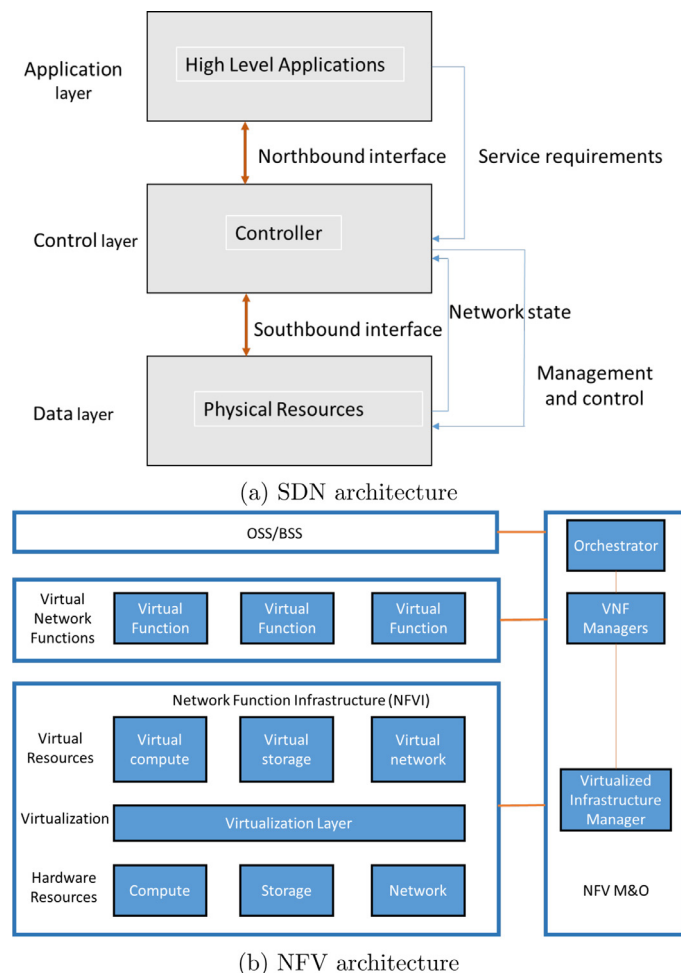 Application
layer
High Level Applications
Northbound interface
Service requirements
Control layer
Controller
Southbound interface
Network state
Management
and control
Data layer
Physical Resources
(a) SDN architecture
OSS/BSS
Orchestrator
Virtual
Network
Functions
Virtual
Function
Virtual
Function
Virtual
Function
VNF
Managers
Network Function Infrastructure (NFVI)
Virtual
Resources
Virtual
compute
Virtual
storage
Virtual
network
Virtualization
Virtualization Layer
Virtualized
Infrastructure
Manager
Hardware
Resources
Compute
Storage
Network
NFV M&O
(b) NFV architecture